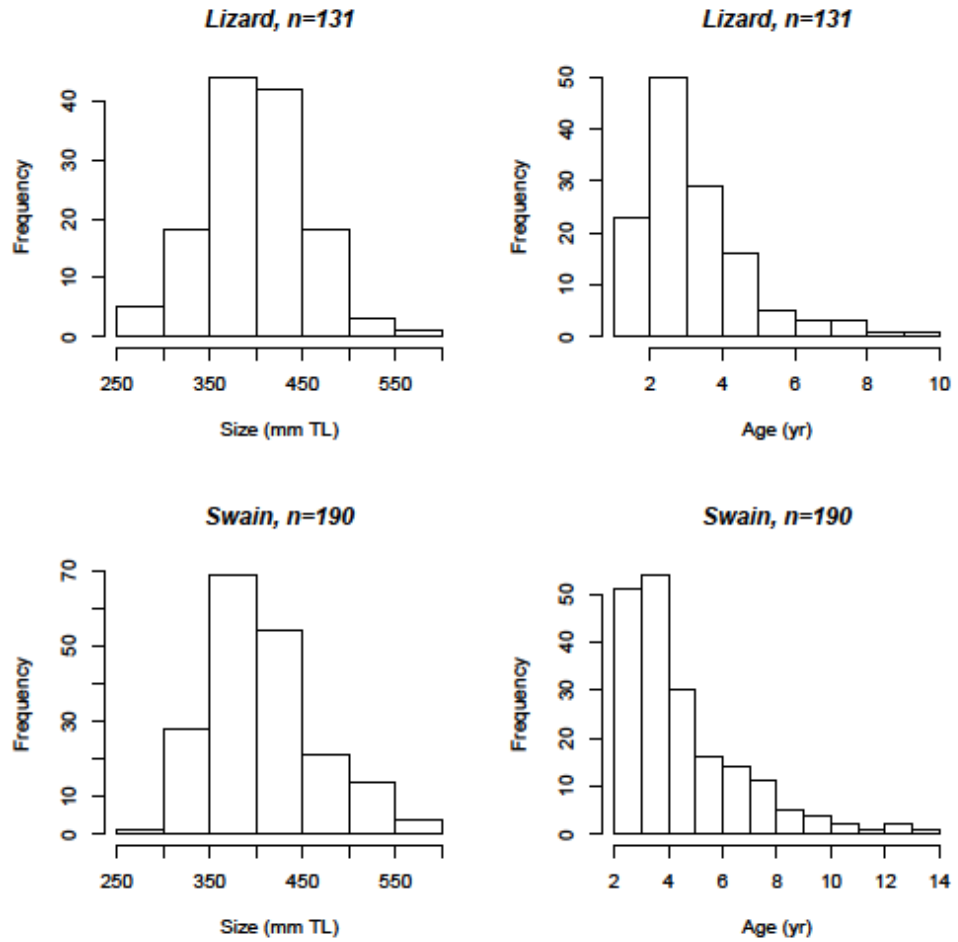 Lizard, n=131
Frequency
0 10 20 30 40
250 350 450 550
Size (mm TL)
Lizard, n=131
Frequency
0 10 20 30 40 50
2 4 6 8 10
Age (yr)
Swain, n=190
Frequency
0 10 30 50 70
250 350 450 550
Size (mm TL)
Swain, n=190
Frequency
0 10 20 30 40 50
2 4 6 8 10 12 14
Age (yr)